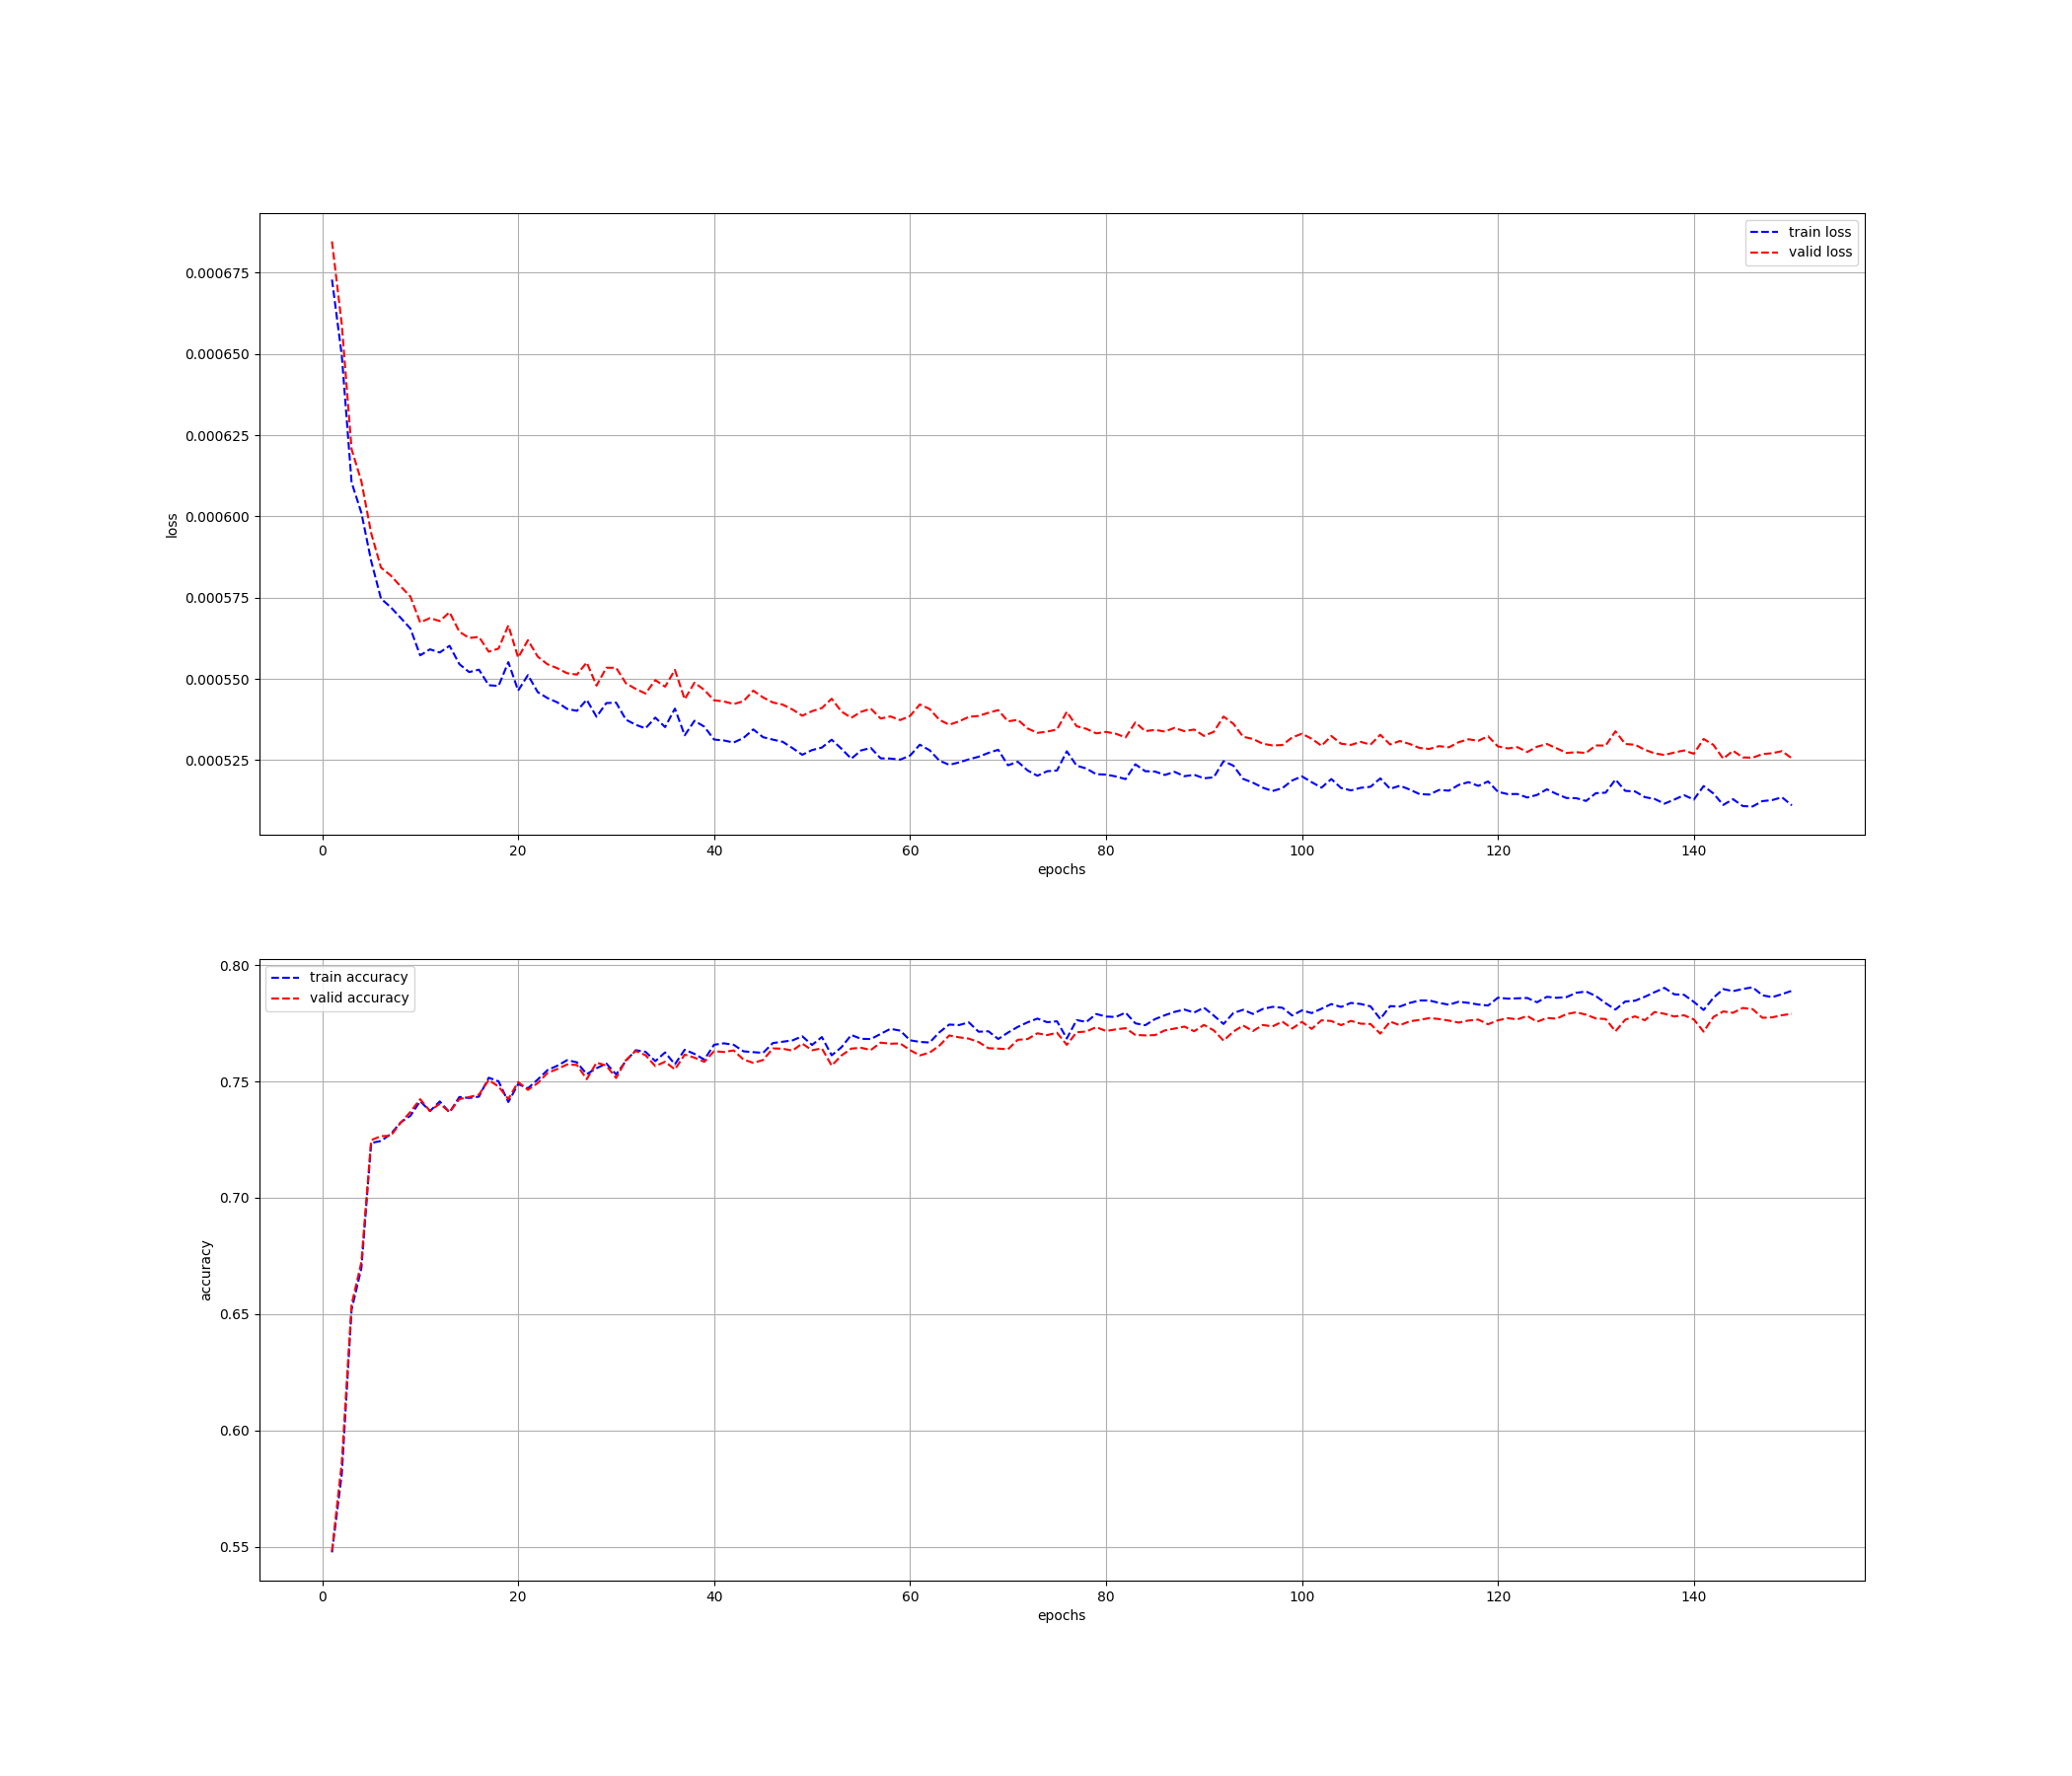 train loss
valid loss
0.000675
0.000650
0.000625
0.000600
0.000575
0.000550
0.000525
loss
0 20 40 60 80 100 120 140
epochs
train accuracy
valid accuracy
0.80
0.75
0.70
0.65
0.60
0.55
accuracy
0 20 40 60 80 100 120 140
epochs